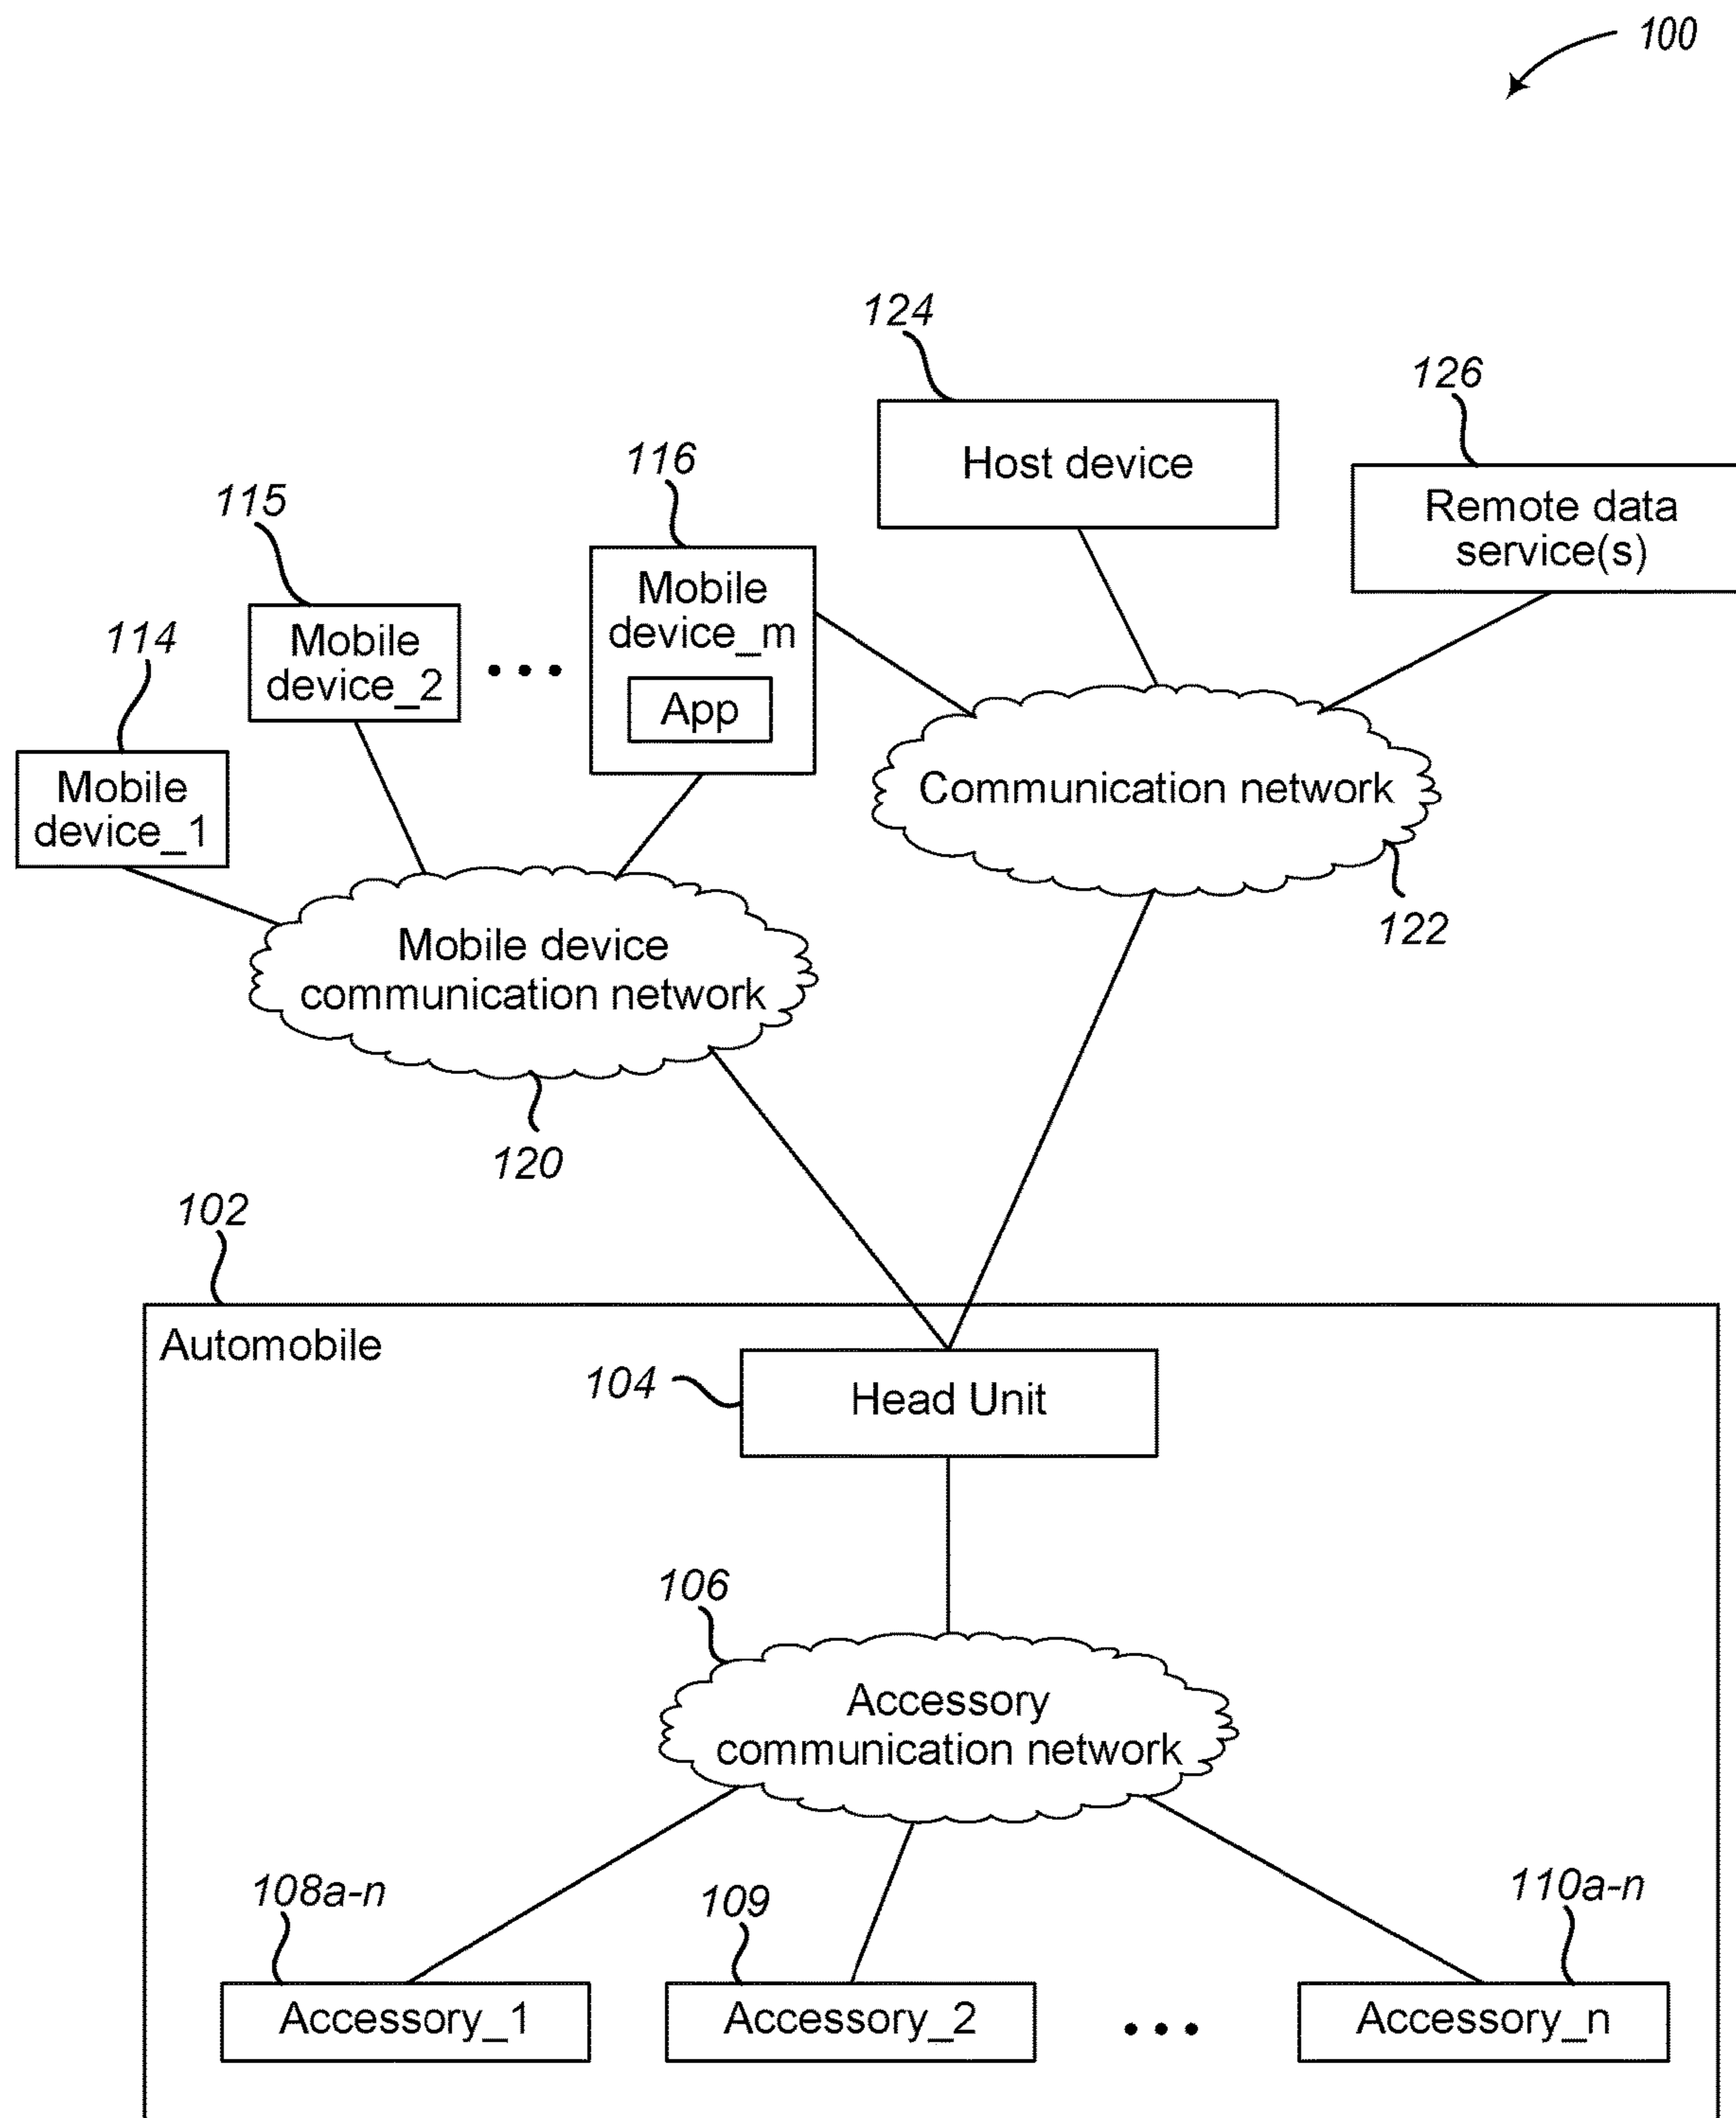 100
124
126
Host device
116
Remote data
service(s)
115
Mobile
device_m
114
Mobile
device_2
App
Mobile
device_1
Communication network
122
Mobile device
communication network
120
102
Automobile
104
Head Unit
106
Accessory
communication network
108a-n
109
110a-n
Accessory_1
Accessory_2
Accessory_n